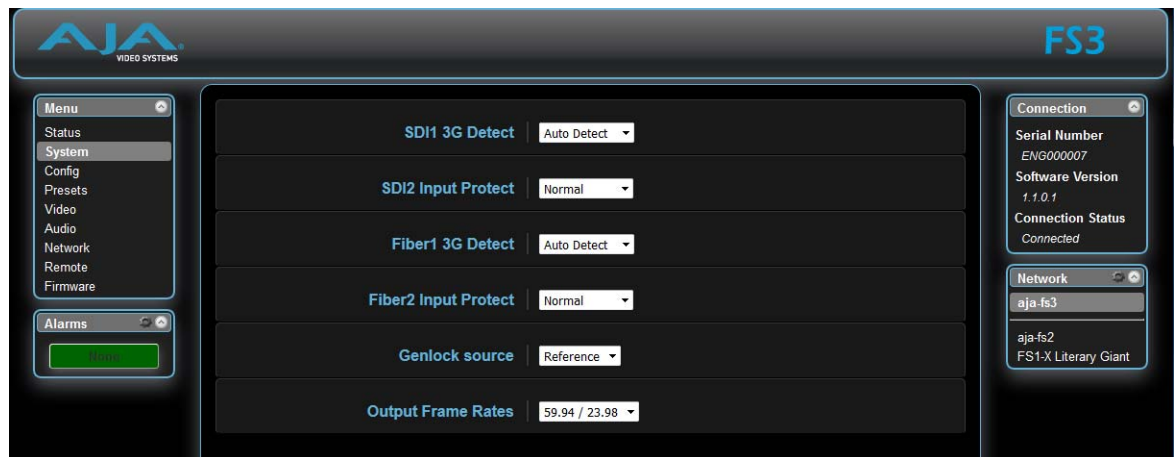 AJA
VIDEO SYSTEMS
FS3
Menu
Status
System
Config
Presets
Video
Audio
Network
Remote
Firmware
Alarms
None
SDI1 3G Detect
Auto Detect
SDI2 Input Protect
Normal
Fiber1 3G Detect
Auto Detect
Fiber2 Input Protect
Normal
Genlock source
Reference
Output Frame Rates
59.94 / 23.98
Connection
Serial Number
ENG000007
Software Version
1.1.0.1
Connection Status
Connected
Network
aja-fs3
aja-fs2
FS1-X Literary Giant